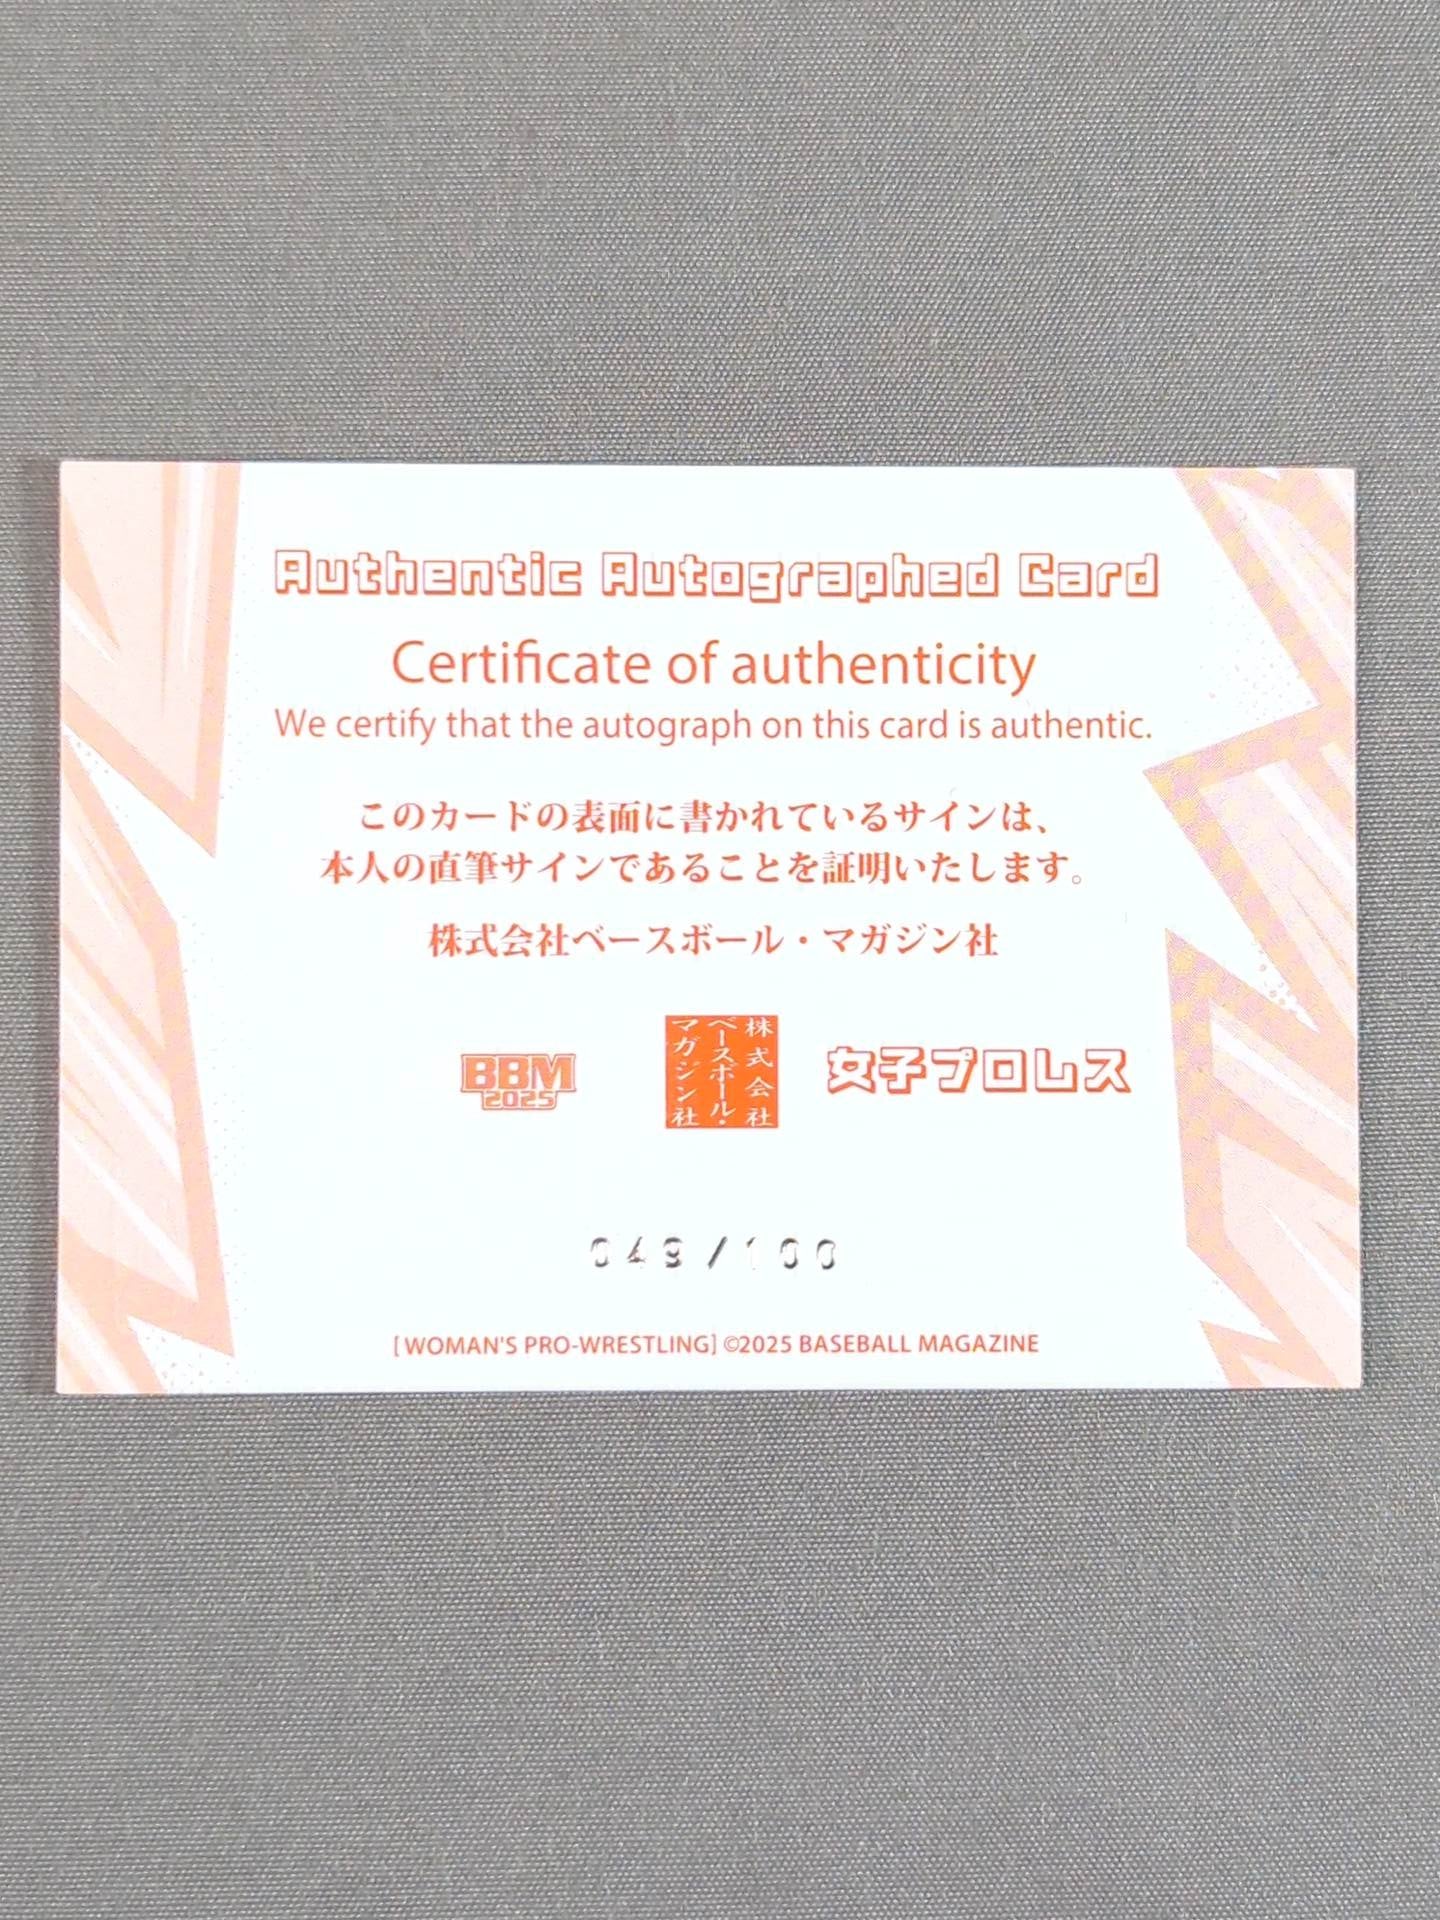 Authentic Autographed Card
Certificate of authenticity
We certify that the autograph on this card is authentic.
このカードの表面に書かれているサインは、
本人の直筆サインであることを証明いたします。
株式会社ベースボール・マガジン社
BBM
2025
株式会社
ベースボール・
マガジン社
女子プロレス
049/100
[WOMAN'S PRO-WRESTLING] ©2025 BASEBALL MAGAZINE